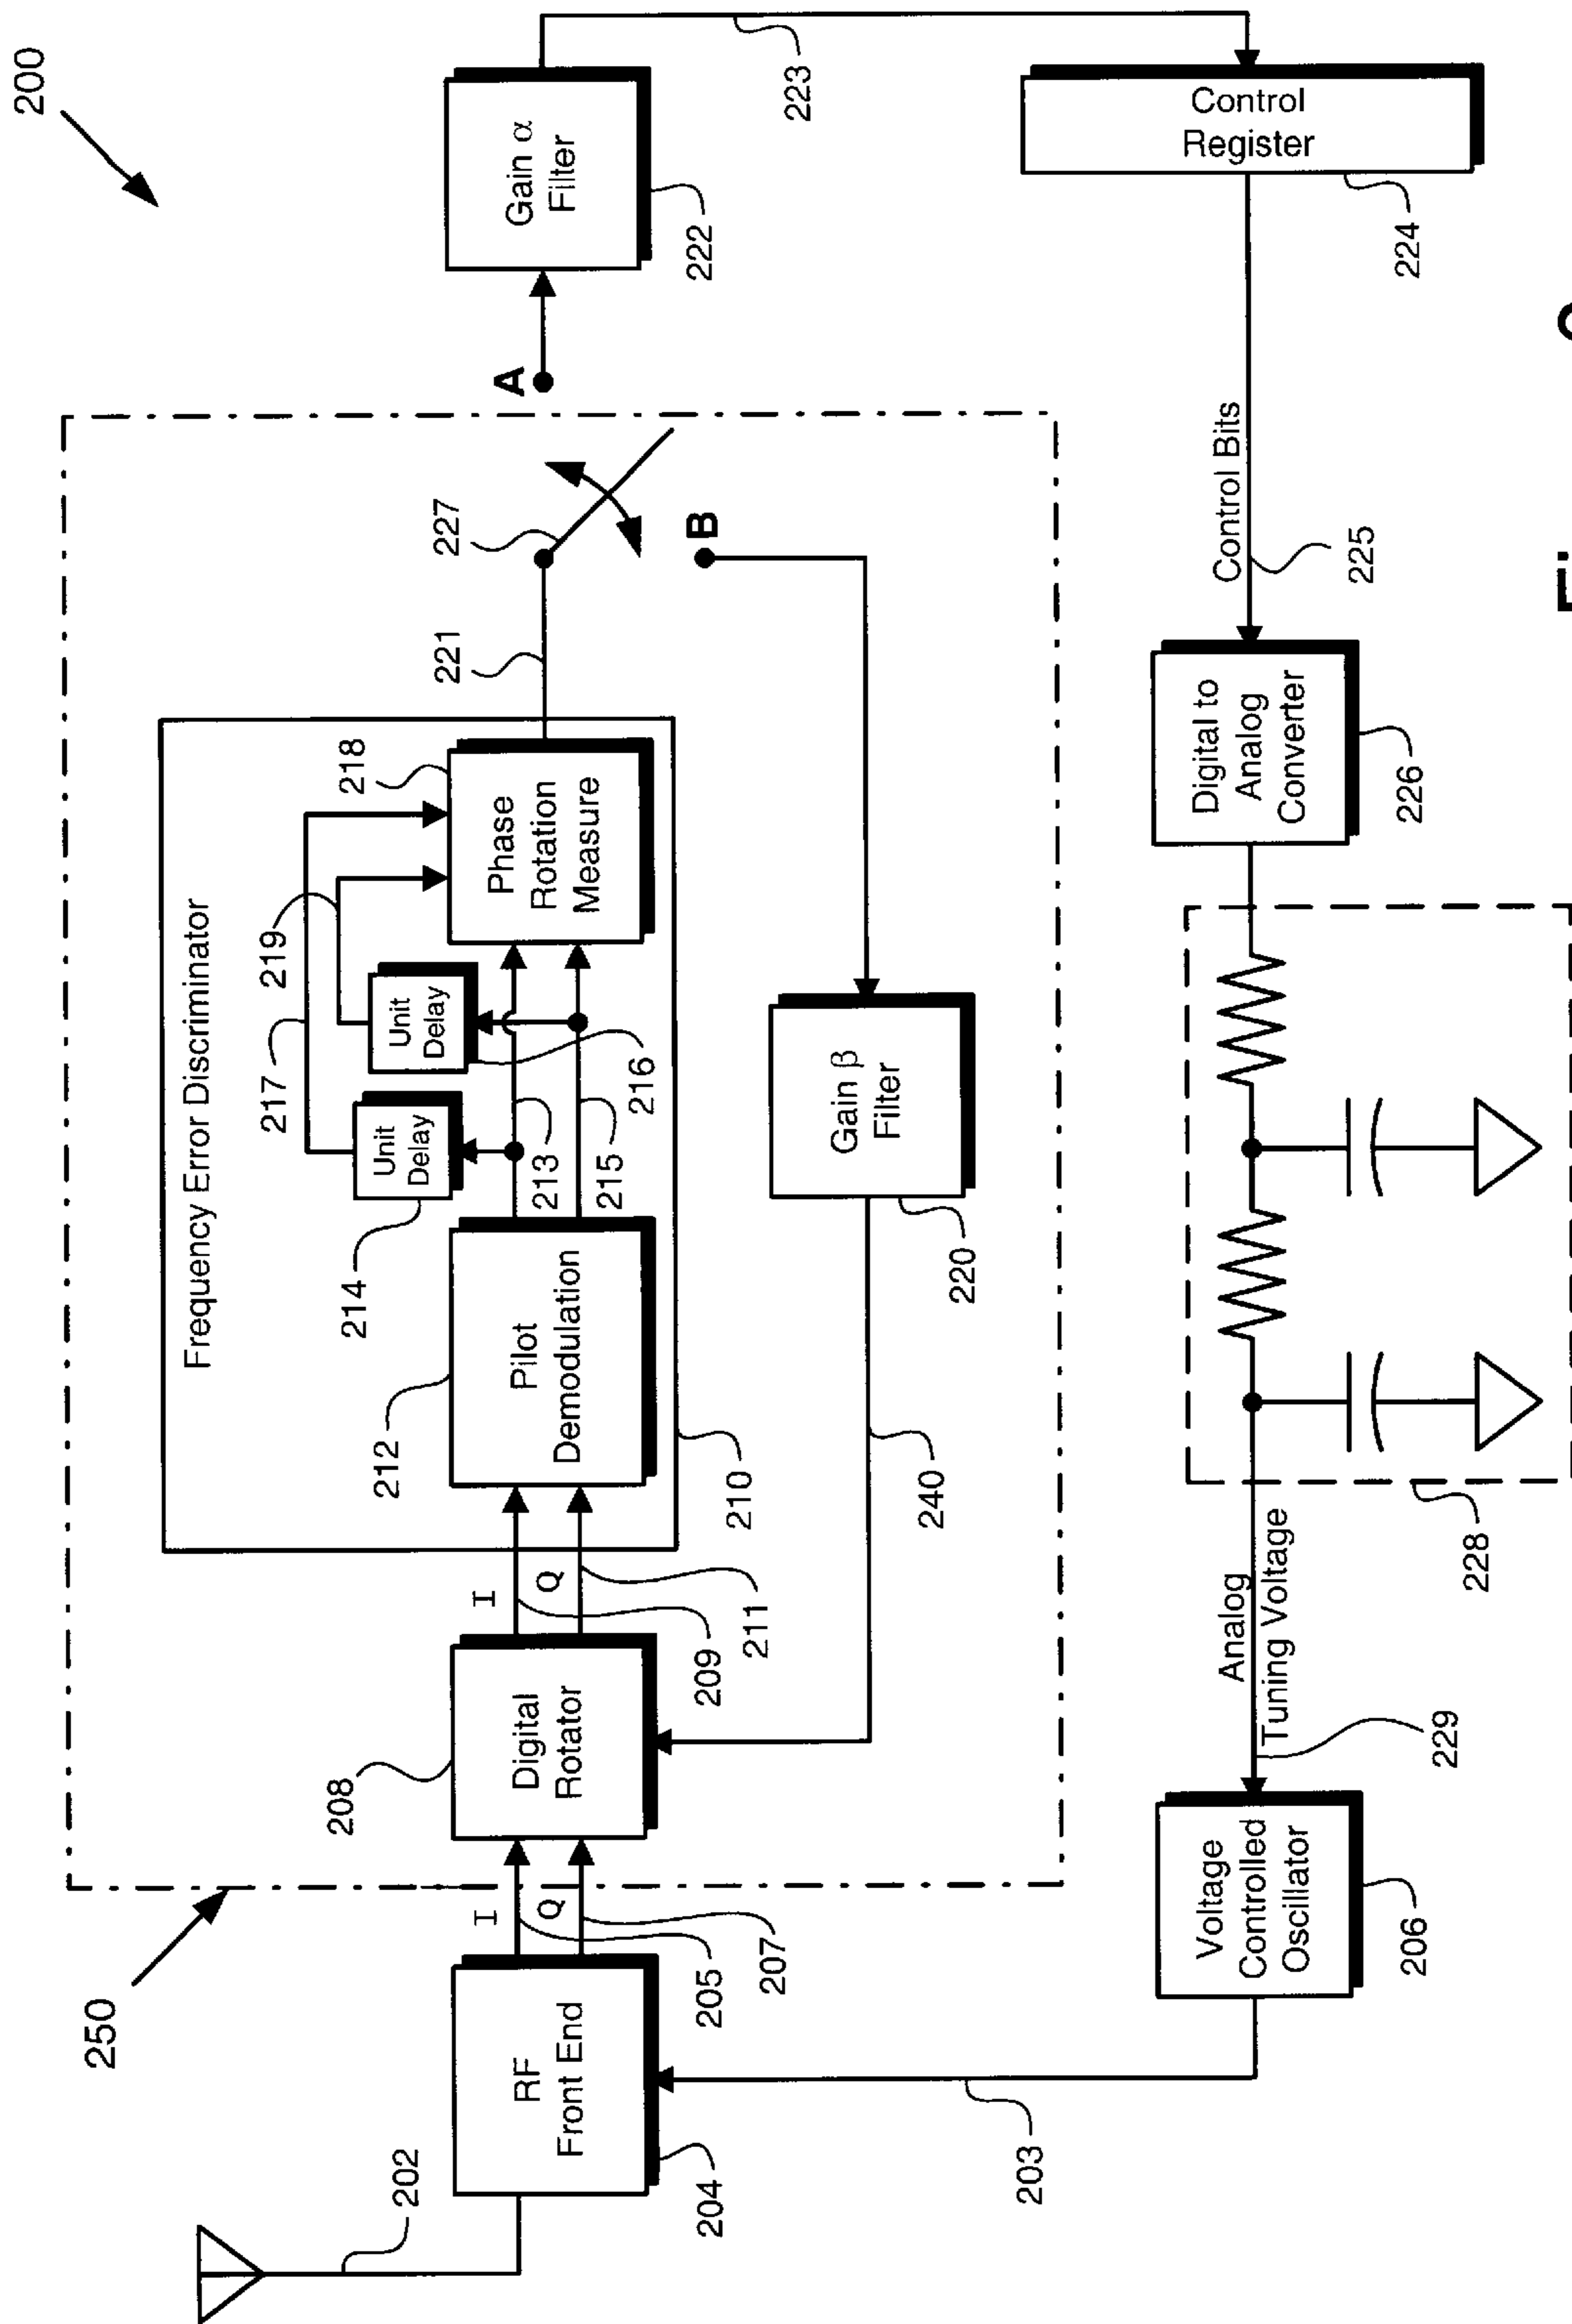 200
250
202
RF
Front End
204
203
I
Q
205
207
208
Digital
Rotator
I
Q
209
211
Frequency Error Discriminator
212
Pilot
Demodulation
210
214
Unit
Delay
217
219
Unit
Delay
216
213
215
218
Phase
Rotation
Measure
221
227
A
B
Gain α
Filter
222
223
Gain β
Filter
220
240
Control
Register
224
Control Bits
225
Digital to
Analog
Converter
226
228
Analog
Tuning Voltage
229
Voltage
Controlled
Oscillator
206